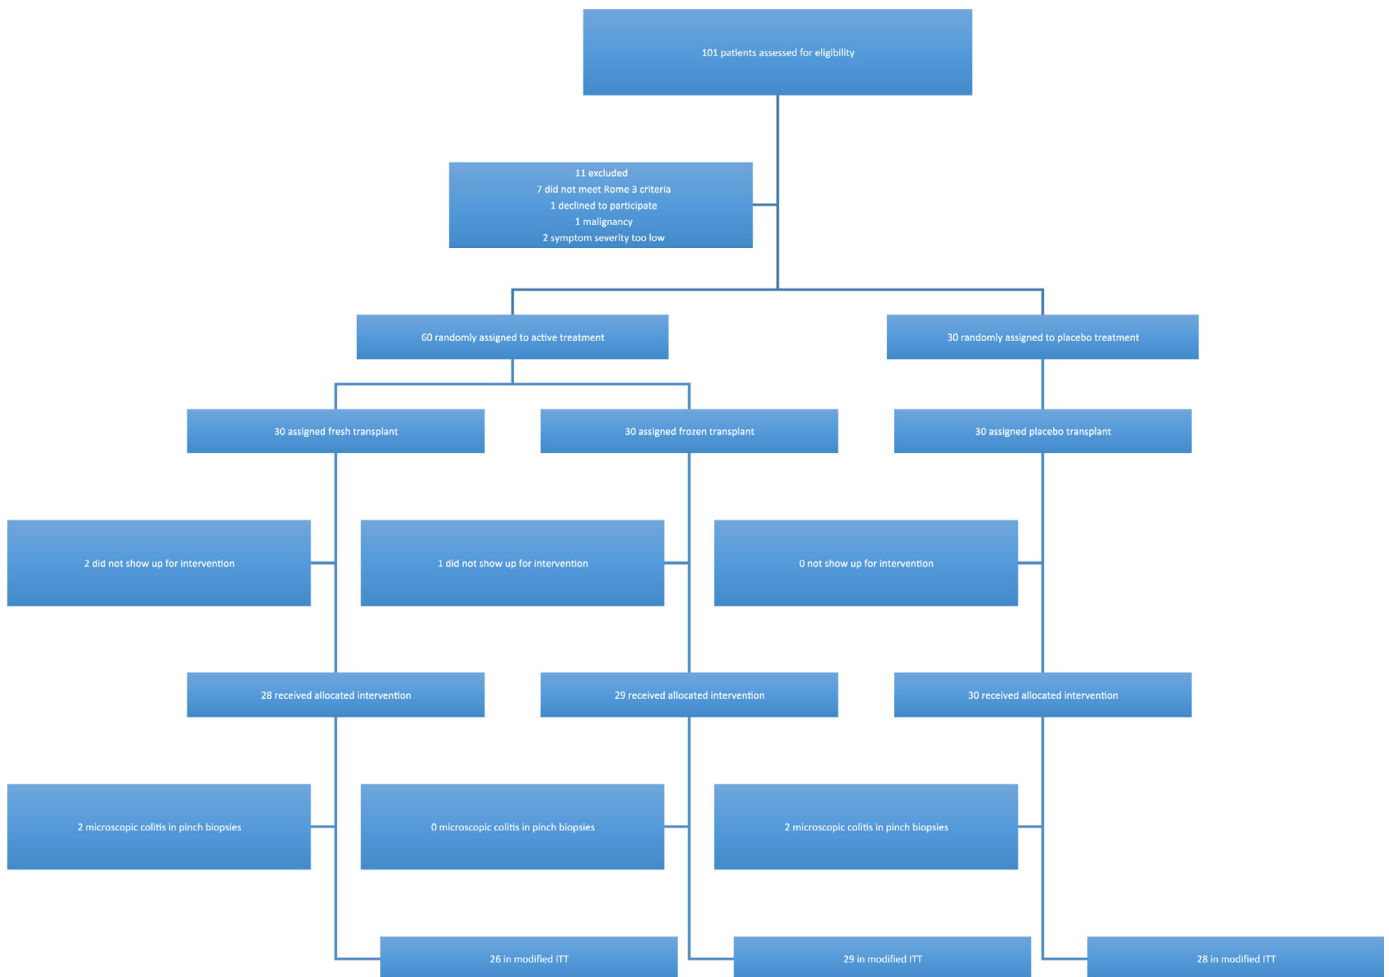 101 patients assessed for eligibility
11 excluded
7 did not meet Rome 3 criteria
1 declined to participate
1 malignancy
2 symptom severity too low
60 randomly assigned to active treatment
30 randomly assigned to placebo treatment
30 assigned fresh transplant
30 assigned frozen transplant
30 assigned placebo transplant
2 did not show up for intervention
1 did not show up for intervention
0 not show up for intervention
28 received allocated intervention
29 received allocated intervention
30 received allocated intervention
2 microscopic colitis in pinch biopsies
0 microscopic colitis in pinch biopsies
2 microscopic colitis in pinch biopsies
26 in modified ITT
29 in modified ITT
28 in modified ITT